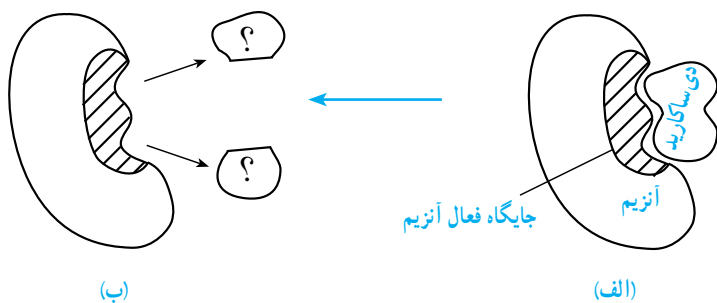 دی ساکارید
آنزیم
جایگاه فعال آنزیم
(الف)
؟
؟
(ب)